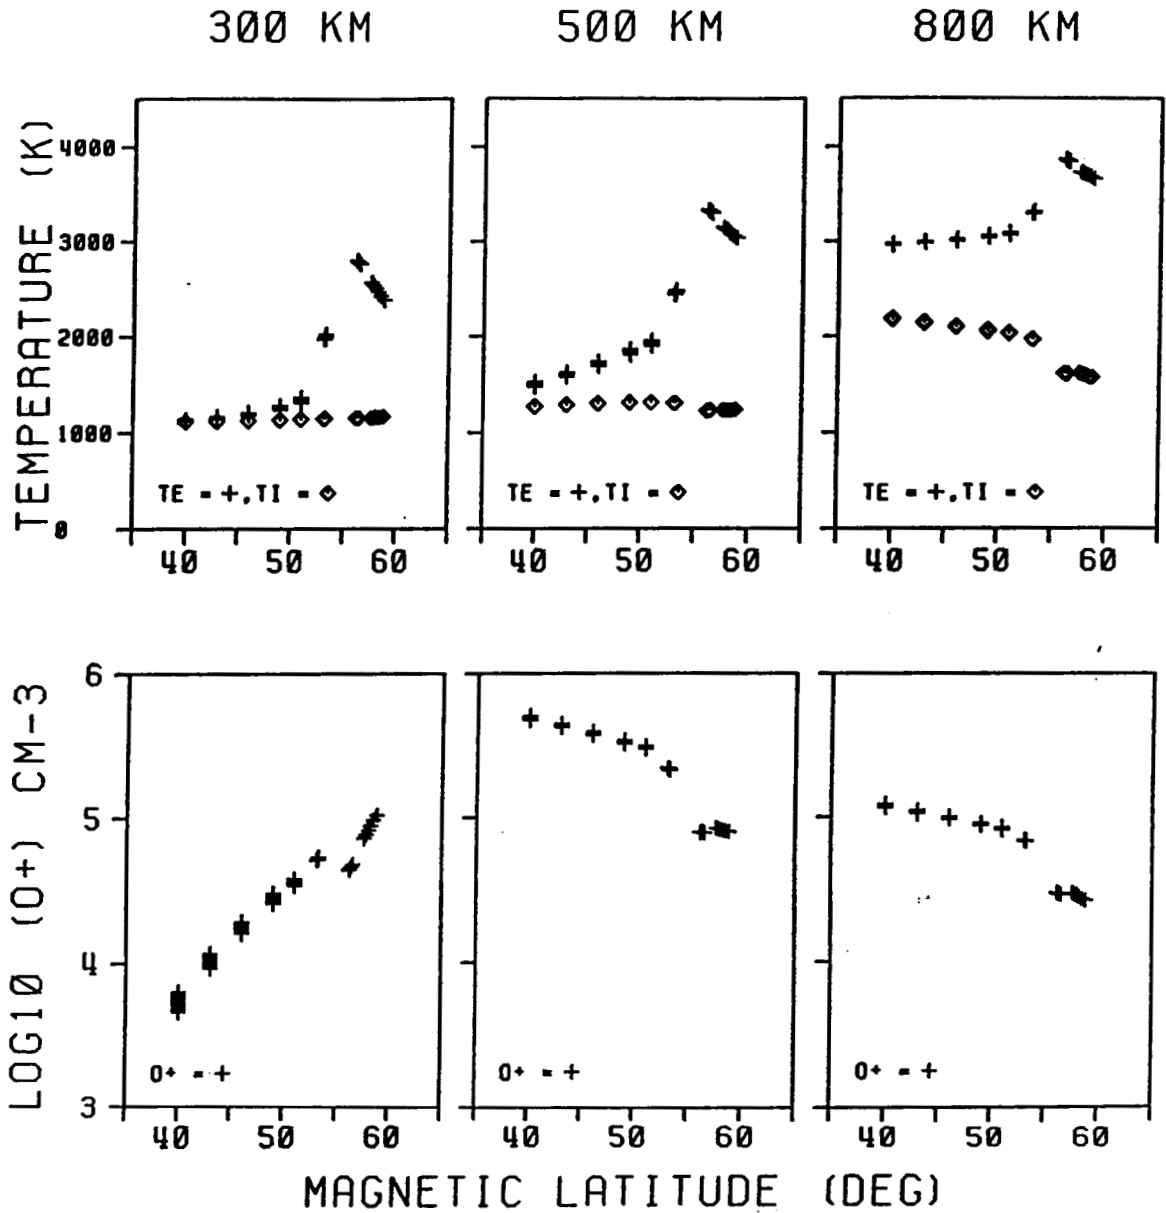 300 KM 500 KM 800 KM
TEMPERATURE (K)
4000
3000
2000
1000
0
TE = +,TI = ◇ TE = +,TI = ◇ TE = +,TI = ◇
40 50 60 40 50 60 40 50 60
LOG10 (O+) CM-3
6
5
4
3
O+ = + O+ = + O+ = +
40 50 60 40 50 60 40 50 60
MAGNETIC LATITUDE (DEG)